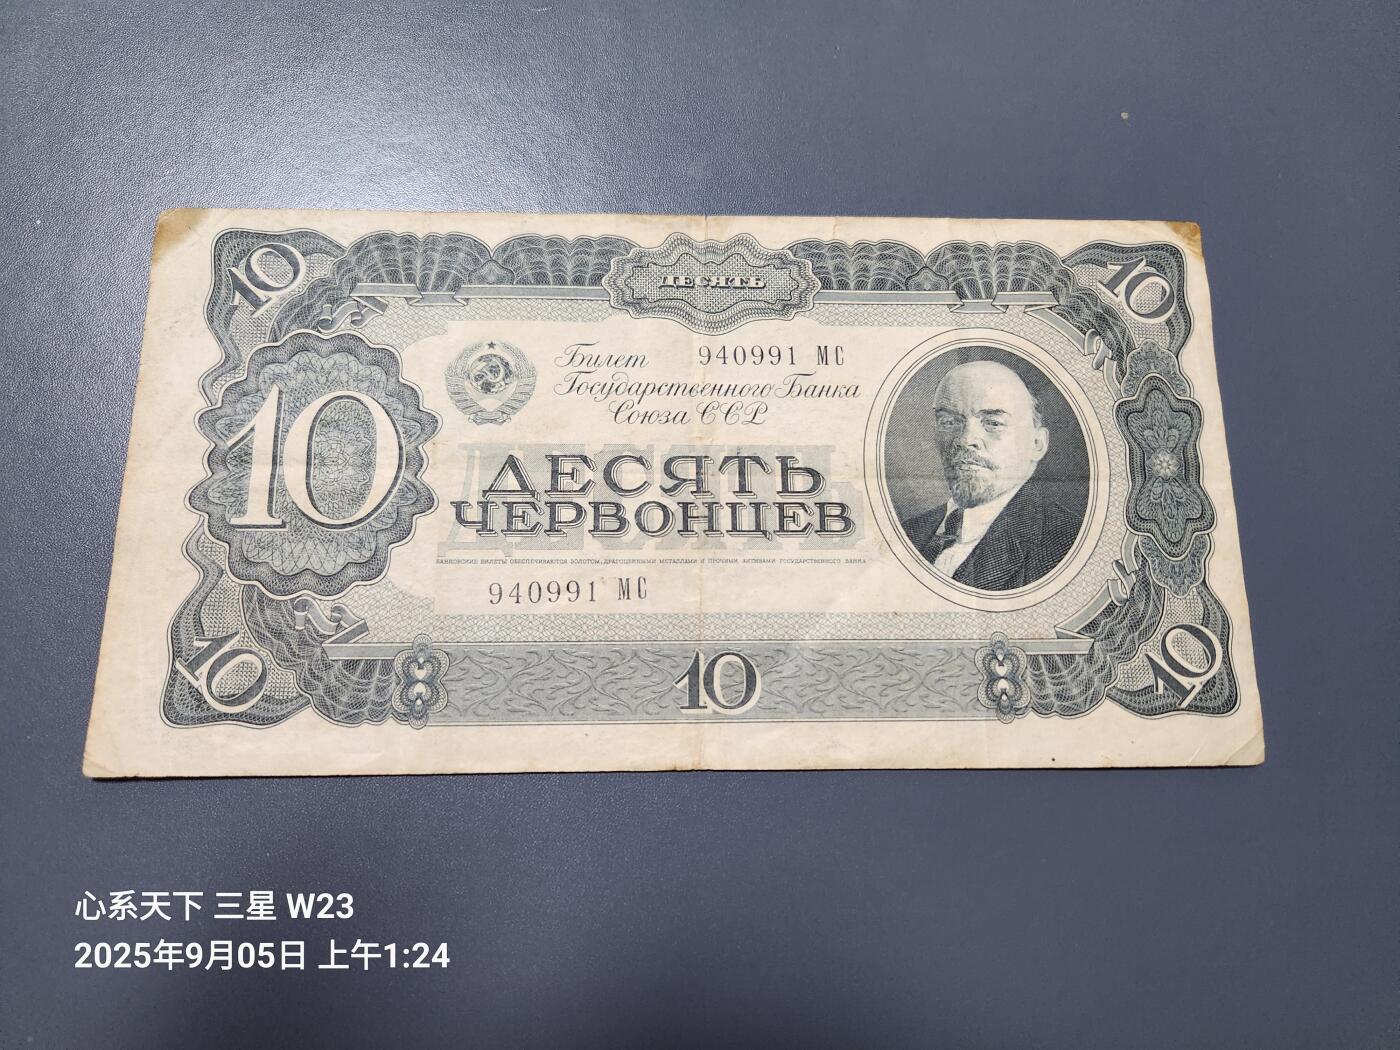 10
ДЕСЯТЬ
10
10
Билет 940991 МС
Государственного Банка
Союза ССР
ДЕСЯТЬ
ЧЕРВОНЦЕВ
БАНКОВСКИЕ БИЛЕТЫ ОБЕСПЕЧИВАЮТСЯ ЗОЛОТОМ, ДРАГОЦЕННЫМИ МЕТАЛЛАМИ И ПРОЧИМИ АКТИВАМИ ГОСУДАРСТВЕННОГО БАНКА
940991 МС
10
10
10
心系天下 三星 W23
2025年9月05日 上午1:24